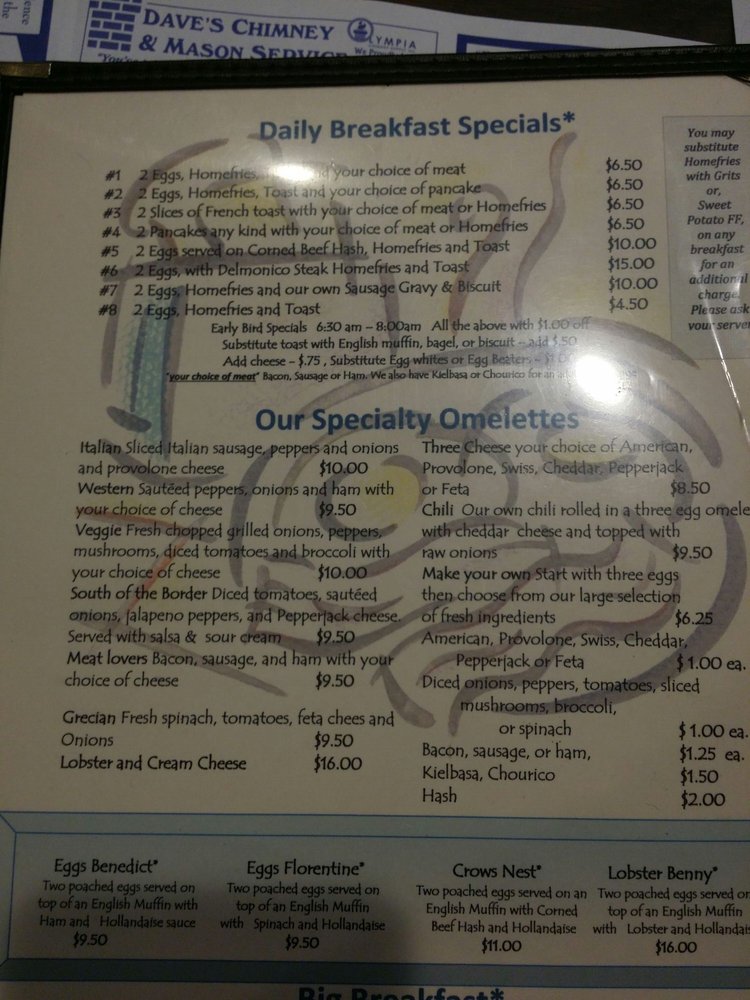 ence
the
DAVE'S CHIMNEY
& MASON SERVICE
OLYMPIA
Daily Breakfast Specials*
#1 2 Eggs, Homefries, your choice of meat $6.50
#2 2 Eggs, Homefries, Toast and your choice of pancake $6.50
#3 2 Slices of French toast with your choice of meat or Homefries $6.50
#4 2 Pancakes any kind with your choice of meat or Homefries $6.50
#5 2 Eggs served on Corned Beef Hash, Homefries and Toast $10.00
#6 2 Eggs, with Delmonico Steak Homefries and Toast $15.00
#7 2 Eggs, Homefries and our own Sausage Gravy & Biscuit $10.00
#8 2 Eggs, Homefries and Toast $4.50
Early Bird Specials 6:30 am – 8:00am All the above with $1.00 off
Substitute toast with English muffin, bagel, or biscuit – add $.50
Add cheese – $.75 , Substitute Egg whites or Egg Beaters –
*your choice of meat* Bacon, Sausage or Ham. We also have Kielbasa or Chourico for an
You may
substitute
Homefries
with Grits
or,
Sweet
Potato FF,
on any
breakfast
for an
additional
charge.
Please ask
your server
Our Specialty Omelettes
Italian Sliced Italian sausage, peppers and onions
and provolone cheese $10.00
Western Sautéed peppers, onions and ham with
your choice of cheese $9.50
Veggie Fresh chopped grilled onions, peppers,
mushrooms, diced tomatoes and broccoli with
your choice of cheese $10.00
South of the Border Diced tomatoes, sautéed
onions, jalapeno peppers, and Pepperjack cheese.
Served with salsa & sour cream $9.50
Meat lovers Bacon, sausage, and ham with your
choice of cheese $9.50
Grecian Fresh spinach, tomatoes, feta chees and
Onions $9.50
Lobster and Cream Cheese $16.00
Three Cheese your choice of American,
Provolone, Swiss, Cheddar, Pepperjack
or Feta $8.50
Chili Our own chili rolled in a three egg omele
with cheddar cheese and topped with
raw onions $9.50
Make your own Start with three eggs
then choose from our large selection
of fresh ingredients $6.25
American, Provolone, Swiss, Cheddar,
Pepperjack or Feta $1.00 ea.
Diced onions, peppers, tomatoes, sliced
mushrooms, broccoli,
or spinach $1.00 ea.
Bacon, sausage, or ham, $1.25 ea.
Kielbasa, Chourico $1.50
Hash $2.00
Eggs Benedict*
Two poached eggs served on
top of an English Muffin with
Ham and Hollandaise sauce
$9.50
Eggs Florentine*
Two poached eggs served on
top of an English Muffin
with Spinach and Hollandaise
$9.50
Crows Nest*
Two poached eggs served on an
English Muffin with Corned
Beef Hash and Hollandaise
$11.00
Lobster Benny*
Two poached eggs served on
top of an English Muffin
with Lobster and Hollandais
$16.00
Big Breakfast*